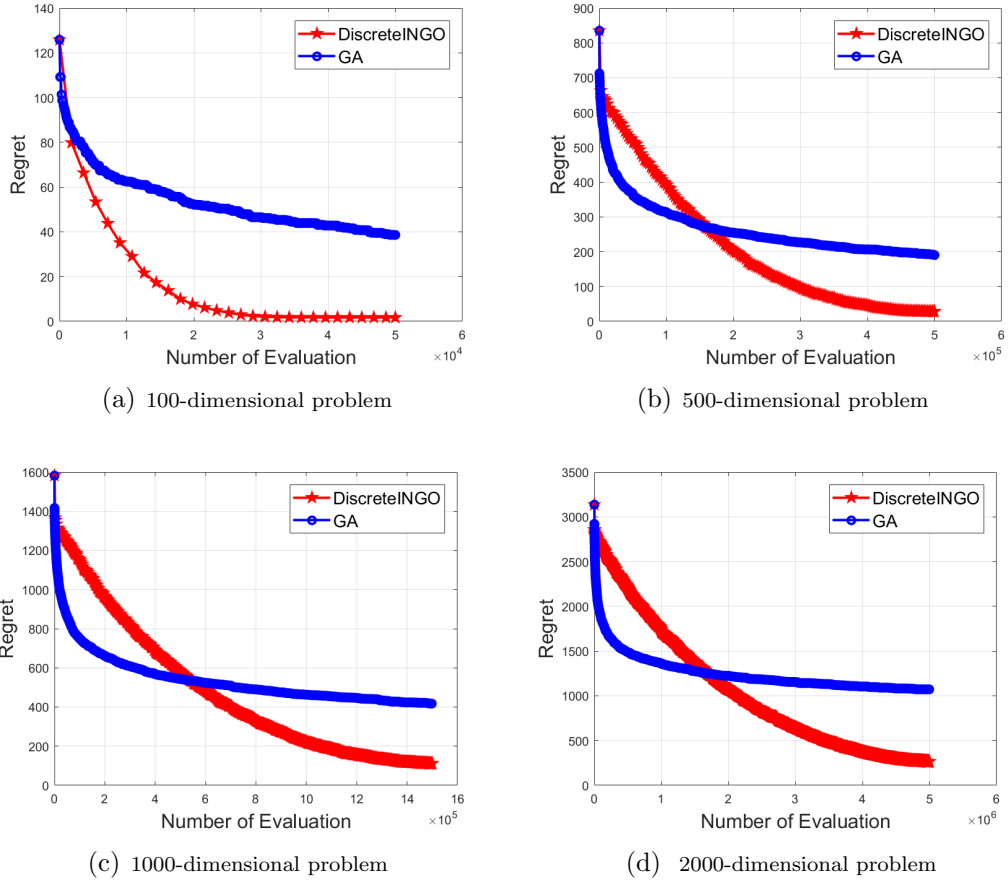 140
120
100
80
60
40
20
0
Regret
DiscreteINGO
GA
0 1 2 3 4 5 6
Number of Evaluation
×10^4
(a) 100-dimensional problem
900
800
700
600
500
400
300
200
100
0
Regret
DiscreteINGO
GA
0 1 2 3 4 5 6
Number of Evaluation
×10^5
(b) 500-dimensional problem
1600
1400
1200
1000
800
600
400
200
0
Regret
DiscreteINGO
GA
0 2 4 6 8 10 12 14 16
Number of Evaluation
×10^5
(c) 1000-dimensional problem
3500
3000
2500
2000
1500
1000
500
0
Regret
DiscreteINGO
GA
0 1 2 3 4 5 6
Number of Evaluation
×10^6
(d) 2000-dimensional problem